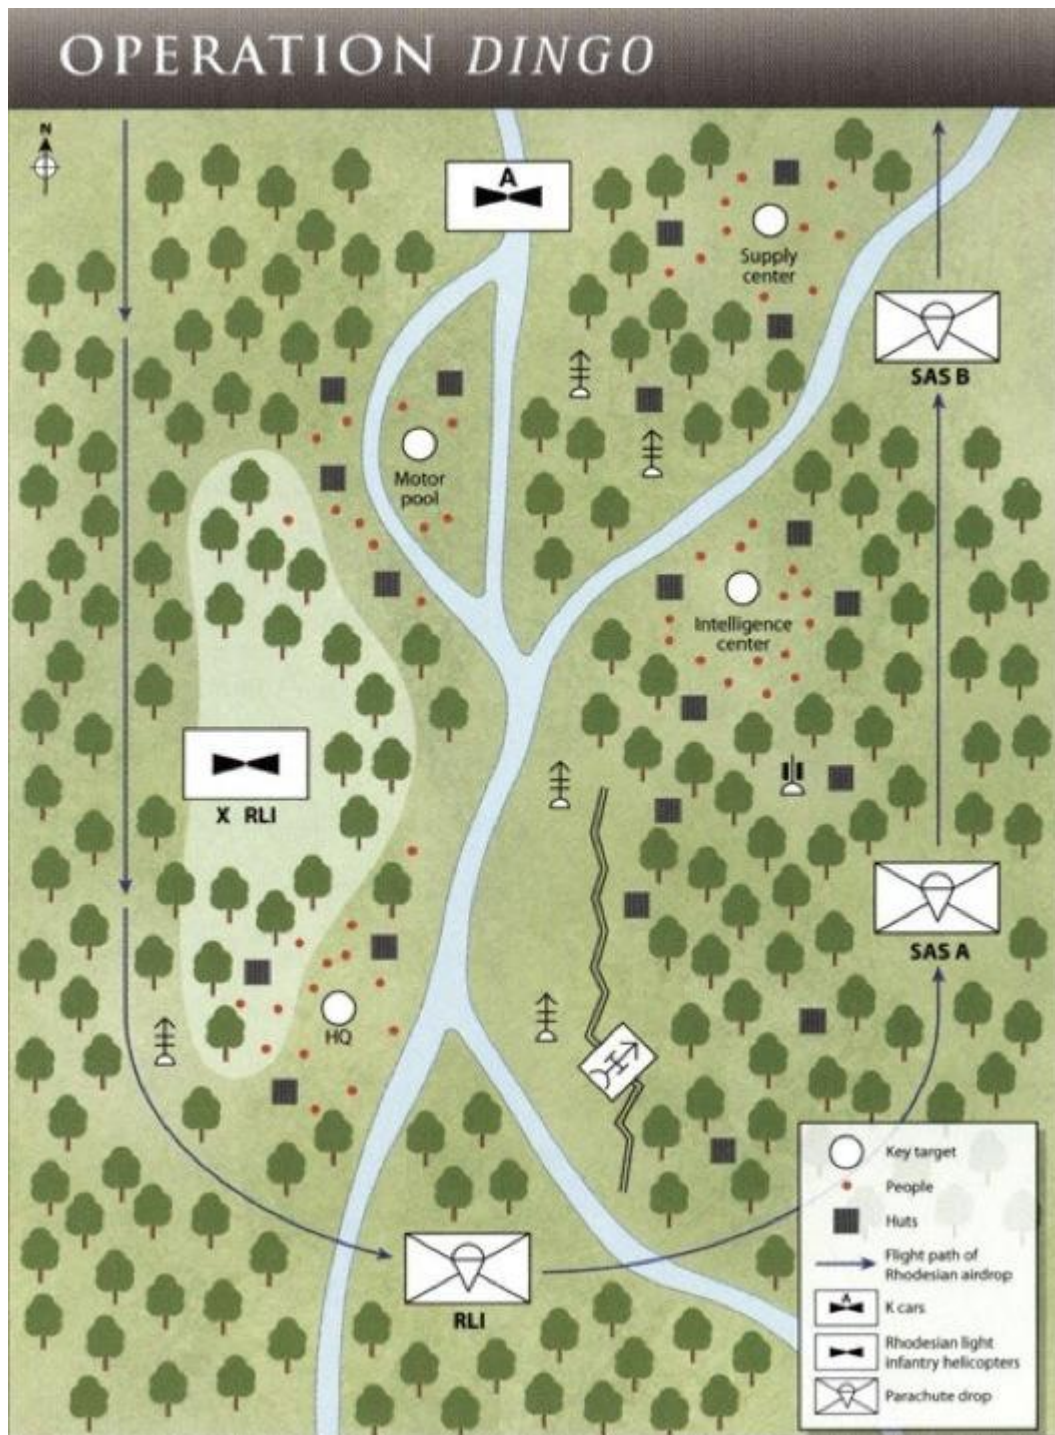 OPERATION DINGO
N
A
Supply
center
SAS B
Motor
pool
Intelligence
center
X RLI
SAS A
HQ
RLI
Key target
People
Huts
Flight path of
Rhodesian airdrop
A
K cars
Rhodesian light
infantry helicopters
Parachute drop